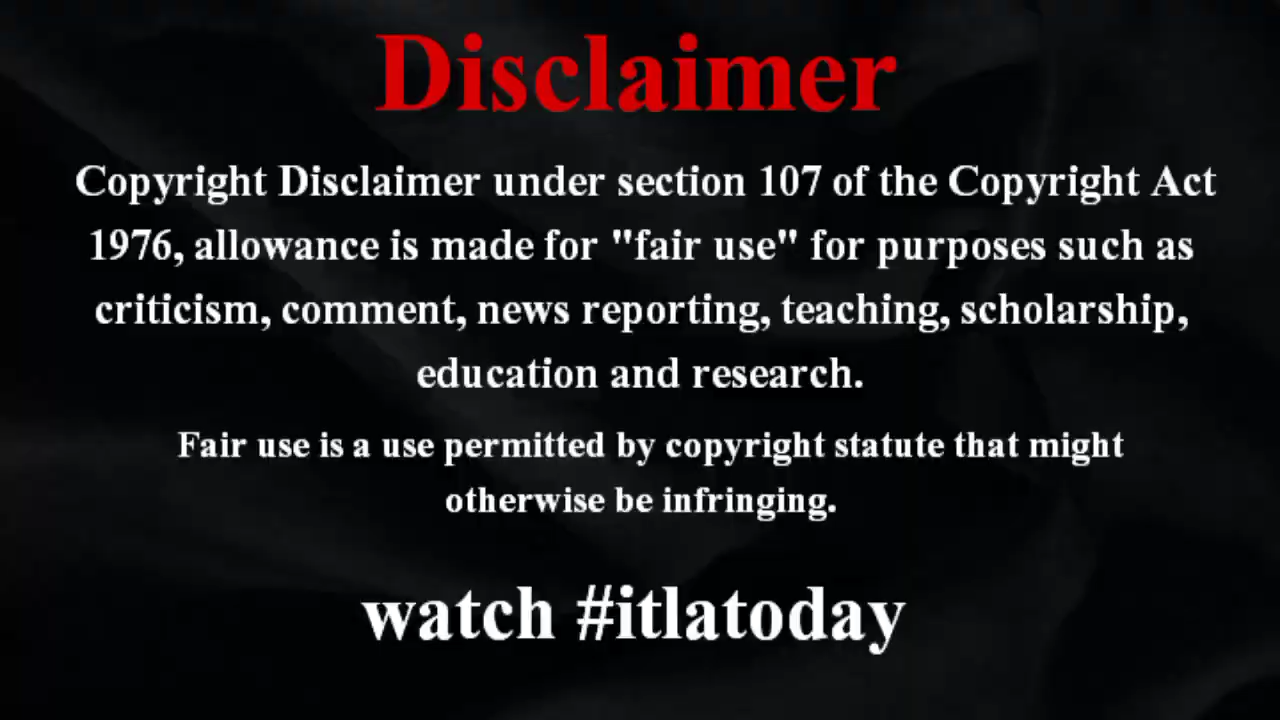 Disclaimer
Copyright Disclaimer under section 107 of the Copyright Act
1976, allowance is made for "fair use" for purposes such as
criticism, comment, news reporting, teaching, scholarship,
education and research.
Fair use is a use permitted by copyright statute that might
otherwise be infringing.
watch #itlatoday